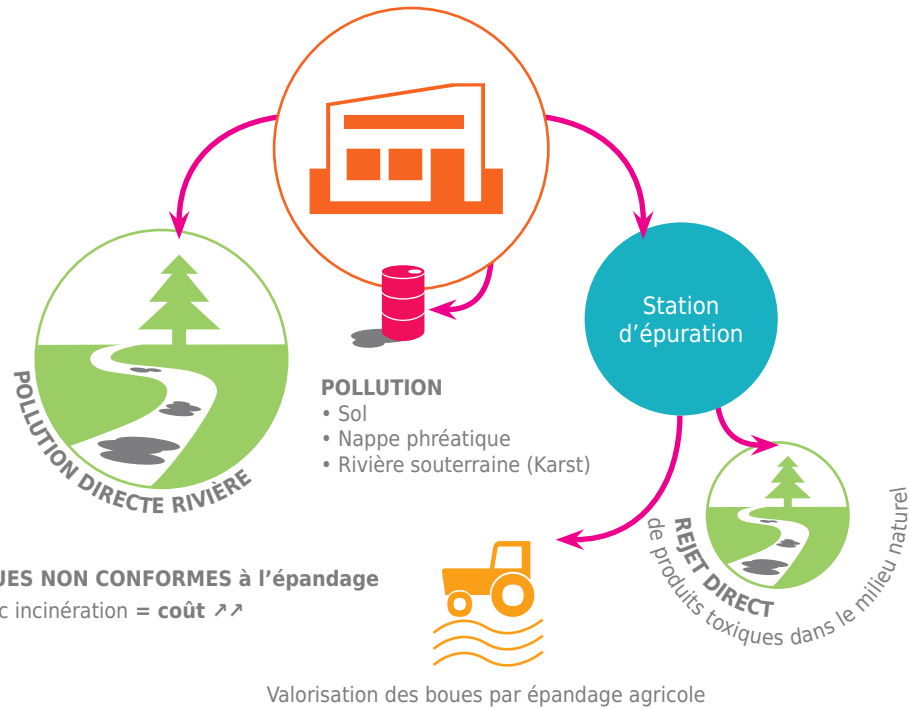 Station
d’épuration
POLLUTION
• Sol
• Nappe phréatique
• Rivière souterraine (Karst)
POLLUTION DIRECTE RIVIÈRE
REJET DIRECT
de produits toxiques dans le milieu naturel
NON CONFORMES à l’épandage
incinération = coût ↗↗
Valorisation des boues par épandage agricole